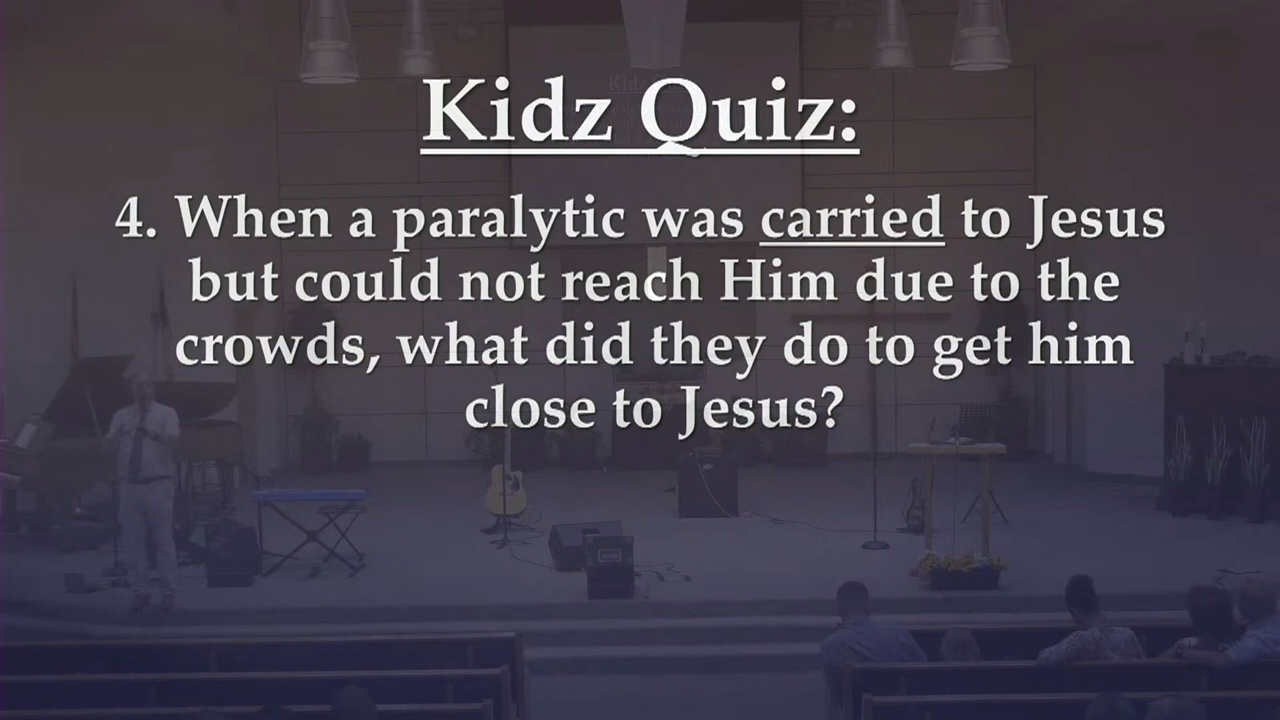 Kidz Quiz:
4. When a paralytic was carried to Jesus
but could not reach Him due to the
crowds, what did they do to get him
close to Jesus?